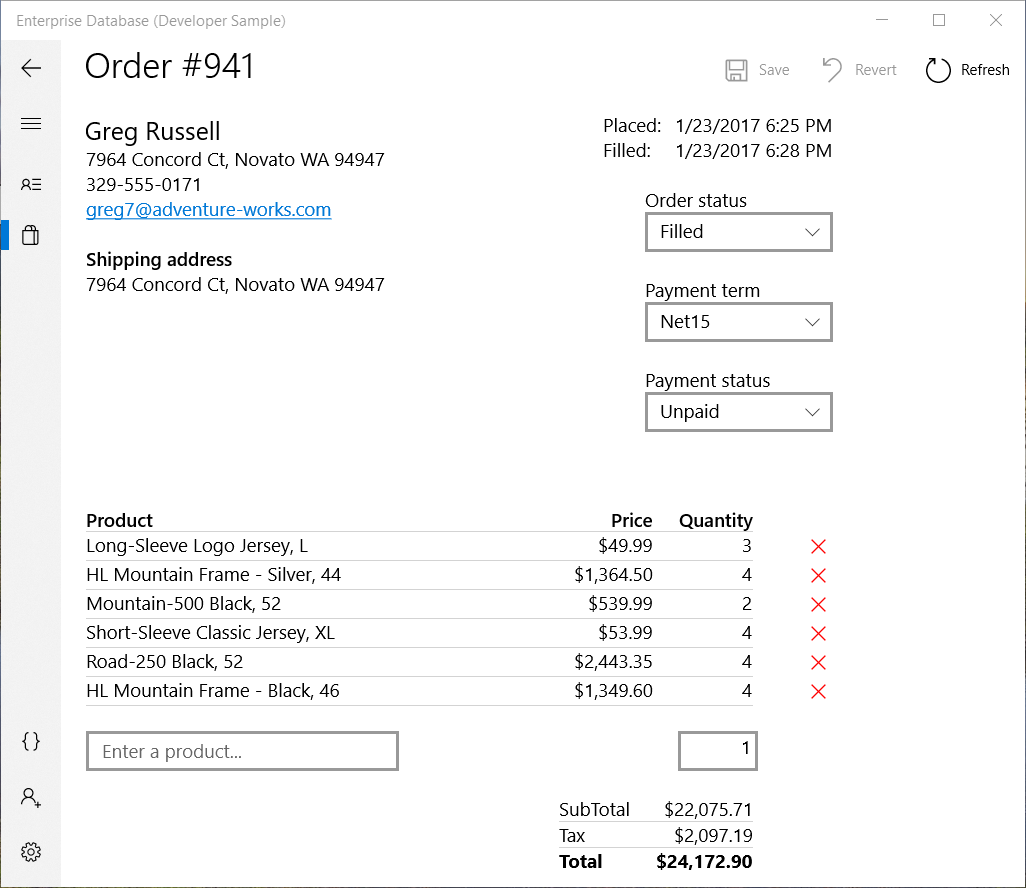 Enterprise Database (Developer Sample)
Order #941
Save Revert Refresh
Greg Russell
7964 Concord Ct, Novato WA 94947
329-555-0171
greg7@adventure-works.com
Shipping address
7964 Concord Ct, Novato WA 94947
Placed: 1/23/2017 6:25 PM
Filled: 1/23/2017 6:28 PM
Order status
Filled
Payment term
Net15
Payment status
Unpaid
Product Price Quantity
Long-Sleeve Logo Jersey, L $49.99 3
HL Mountain Frame - Silver, 44 $1,364.50 4
Mountain-500 Black, 52 $539.99 2
Short-Sleeve Classic Jersey, XL $53.99 4
Road-250 Black, 52 $2,443.35 4
HL Mountain Frame - Black, 46 $1,349.60 4
Enter a product... 1
SubTotal $22,075.71
Tax $2,097.19
Total $24,172.90